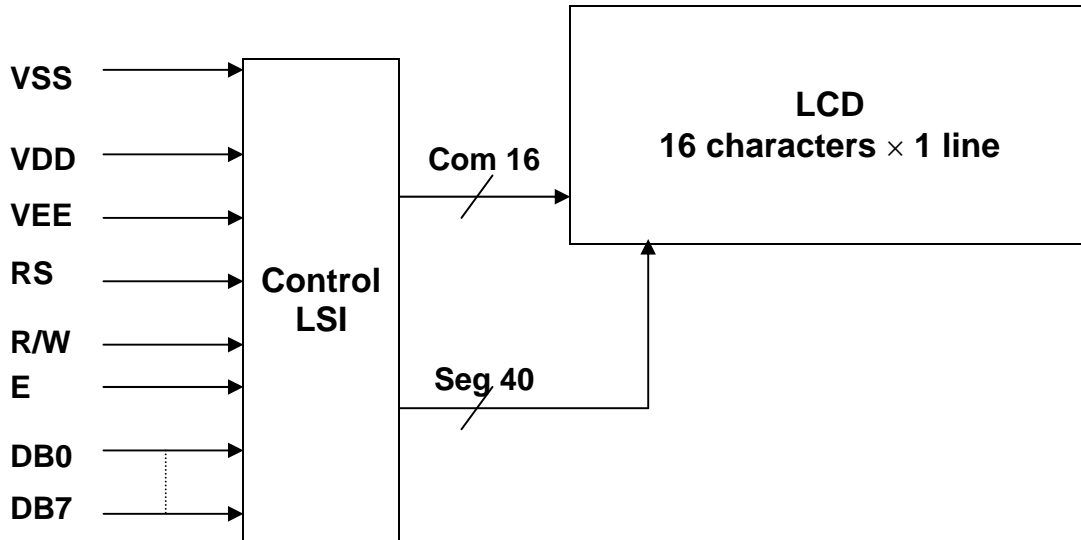 VSS
VDD
VEE
RS
R/W
E
DB0
DB7
Control
LSI
Com 16
Seg 40
LCD
16 characters × 1 line